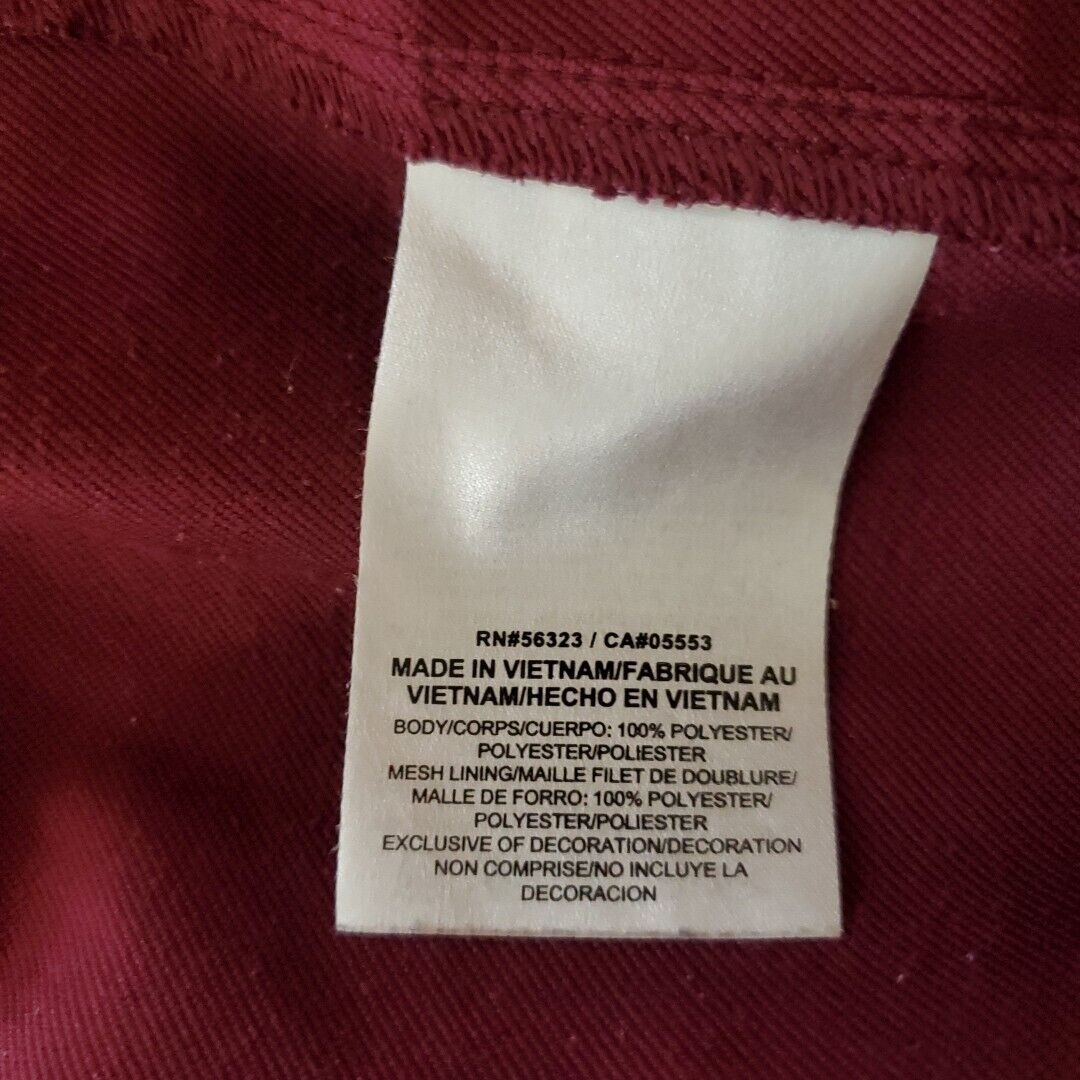 RN#56323 / CA#05553
MADE IN VIETNAM/FABRIQUE AU
VIETNAM/HECHO EN VIETNAM
BODY/CORPS/CUERPO: 100% POLYESTER/
POLYESTER/POLIESTER
MESH LINING/MAILLE FILET DE DOUBLURE/
MALLE DE FORRO: 100% POLYESTER/
POLYESTER/POLIESTER
EXCLUSIVE OF DECORATION/DECORATION
NON COMPRISE/NO INCLUYE LA
DECORACION